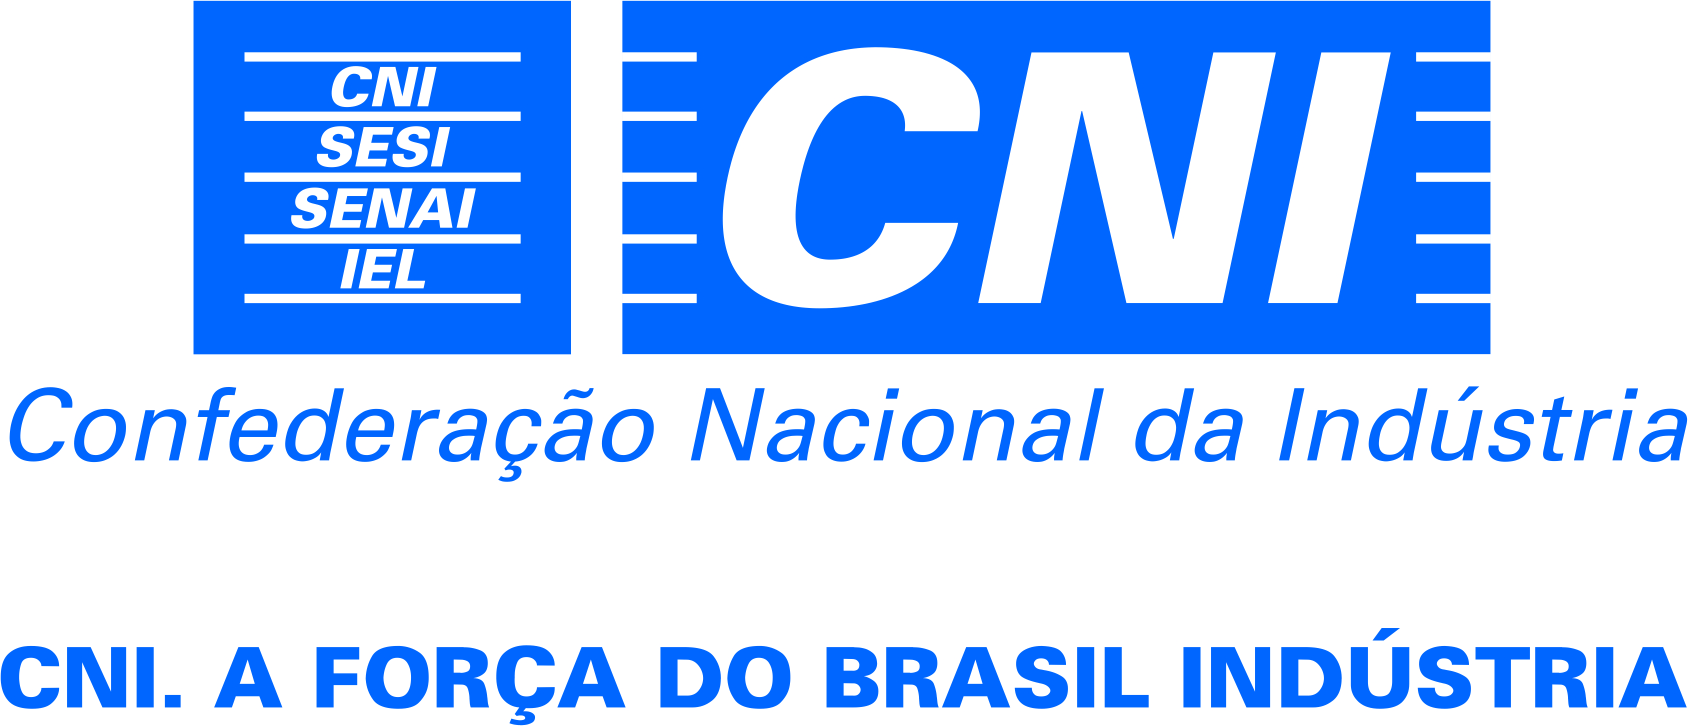 CNI
SESI
SENAI
IEL
CNI
Confederação Nacional da Indústria
CNI. A FORÇA DO BRASIL INDÚSTRIA